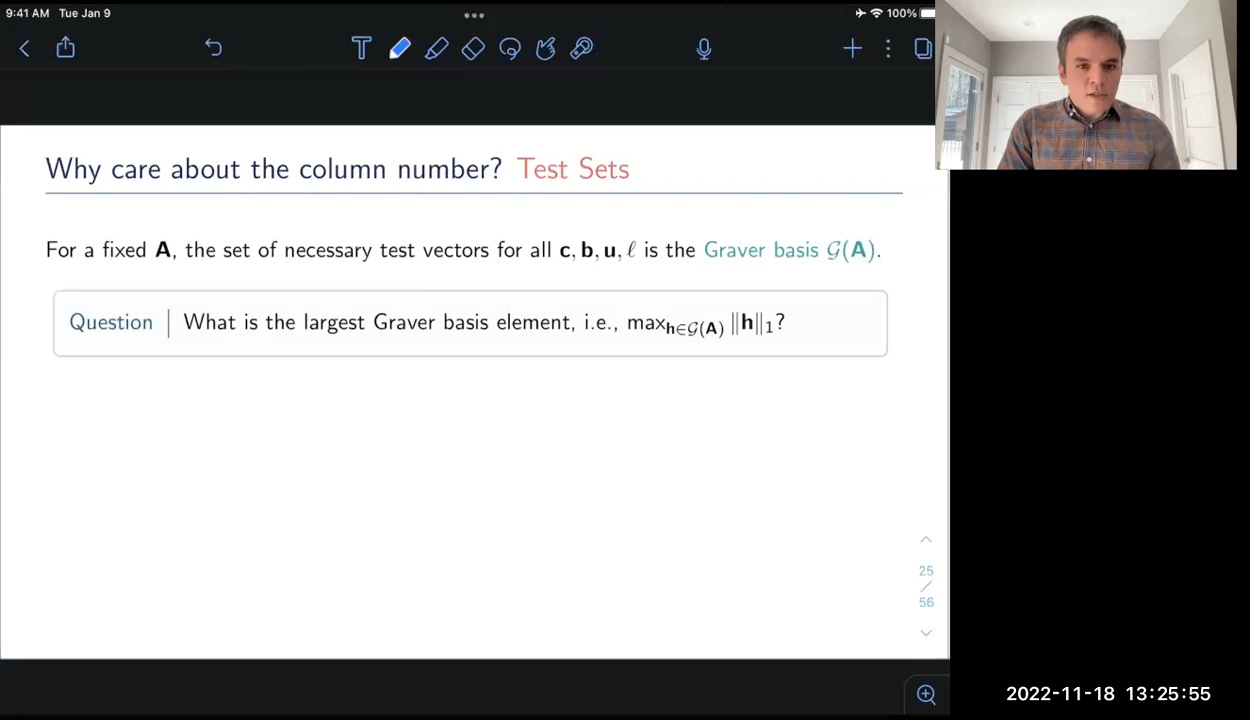 9:41 AM Tue Jan 9
100%
Why care about the column number? Test Sets
For a fixed A, the set of necessary test vectors for all c, b, u, ℓ is the Graver basis 𝒢(A).
Question | What is the largest Graver basis element, i.e., max_{h∈𝒢(A)} ‖h‖₁?
25
/
56
2022-11-18 13:25:55